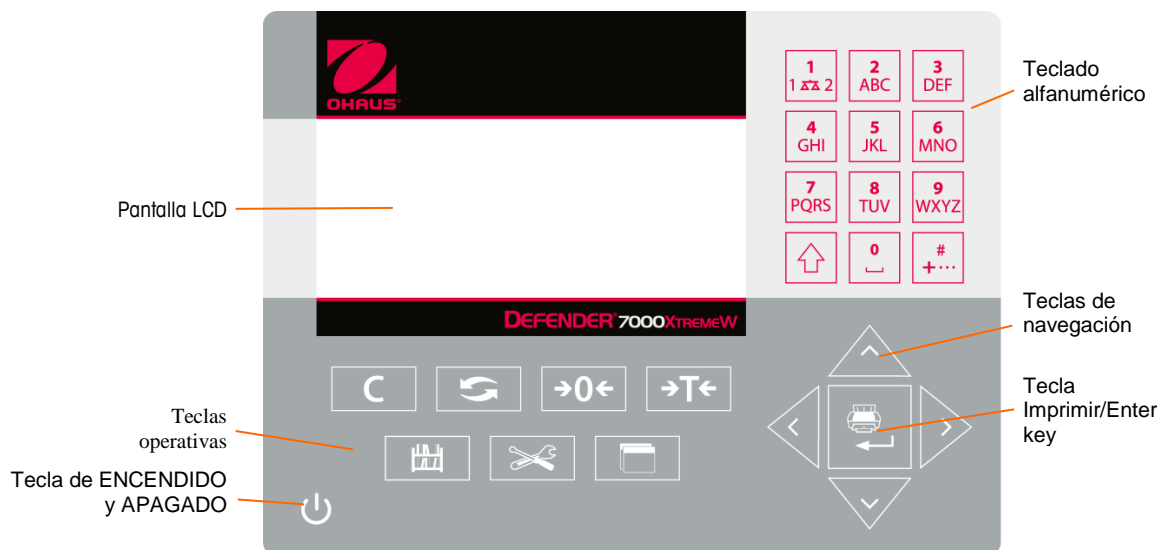 OHAUS
1
1 2
2
ABC
3
DEF
Teclado
alfanumérico
4
GHI
5
JKL
6
MNO
Pantalla LCD
7
PQRS
8
TUV
9
WXYZ
0
#
+...
DEFENDER® 7000XTREMEW
Teclas de
navegación
C
→0←
→T←
Tecla
Imprimir/Enter
key
Teclas
operativas
Tecla de ENCENDIDO
y APAGADO